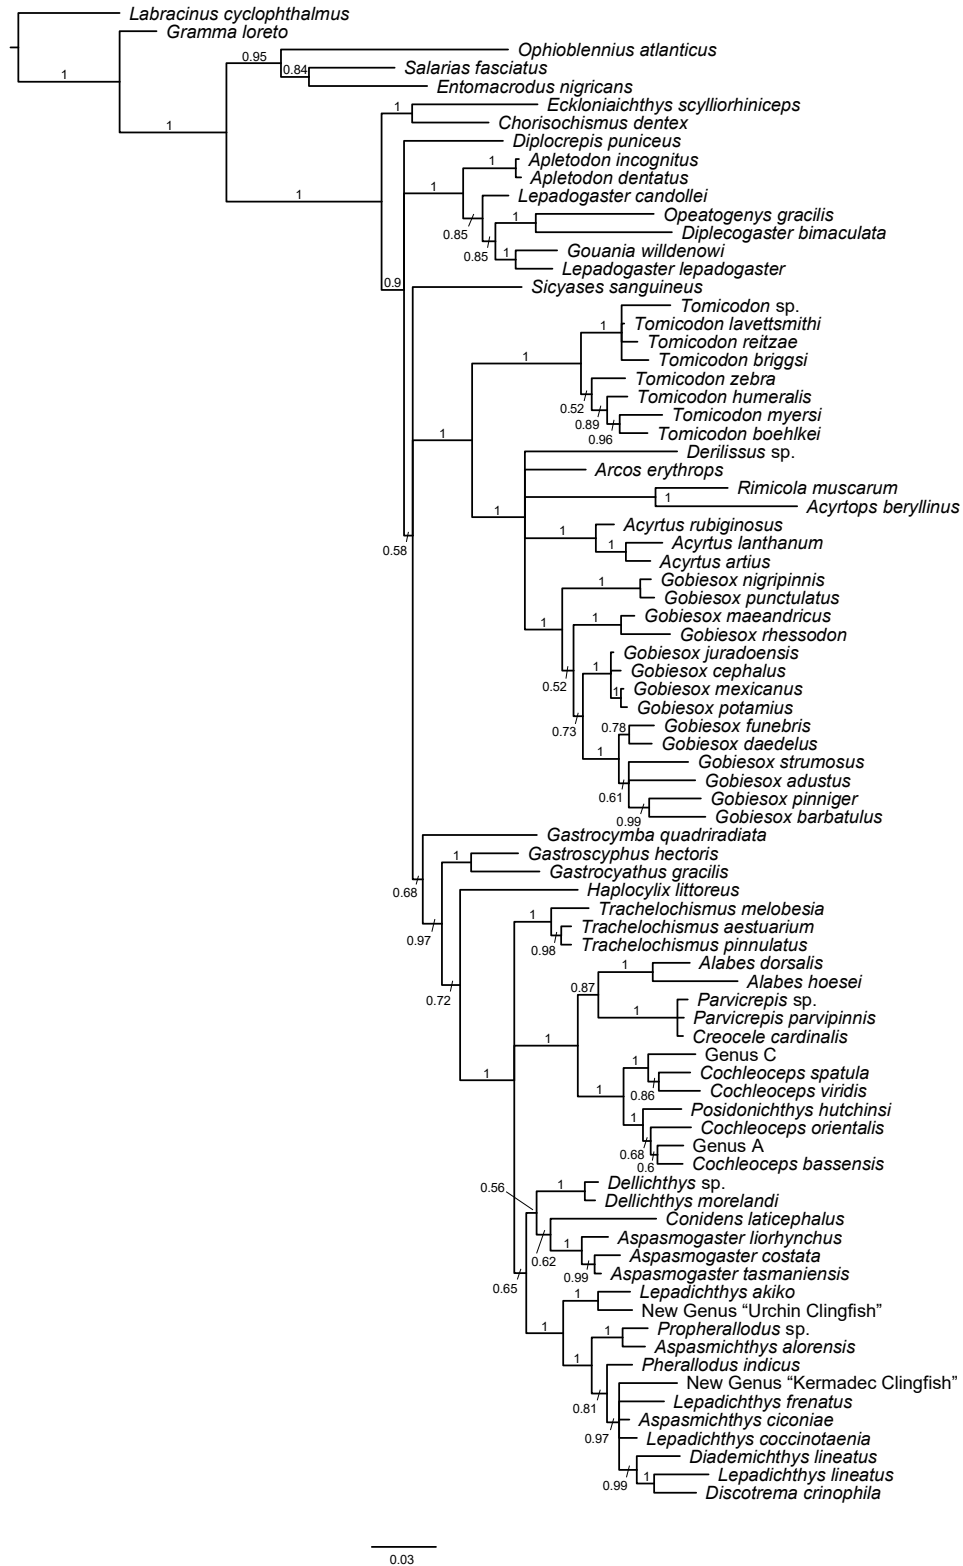 Labracinus cyclophthalmus
Gramma loreto
1
0.95
Ophioblennius atlanticus
0.84
Salarias fasciatus
Entomacrodus nigricans
1
Eckloniaichthys scylliorhiniceps
1
Chorisochismus dentex
Diplocrepis puniceus
1
Apletodon incognitus
Apletodon dentatus
1
1
Lepadogaster candollei
0.85
1
Opeatogenys gracilis
Diplecogaster bimaculata
0.85
1
Gouania willdenowi
Lepadogaster lepadogaster
0.9
Sicyases sanguineus
Tomicodon sp.
1
Tomicodon lavettsmithi
Tomicodon reitzae
1
Tomicodon briggsi
Tomicodon zebra
0.52
Tomicodon humeralis
0.89
Tomicodon myersi
0.96
Tomicodon boehlkei
1
Derilissus sp.
Arcos erythrops
Rimicola muscarum
1
Acyrtops beryllinus
1
Acyrtus rubiginosus
1
1
Acyrtus lanthanum
0.58
Acyrtus artius
1
Gobiesox nigripinnis
Gobiesox punctulatus
1
1
Gobiesox maeandricus
Gobiesox rhessodon
Gobiesox juradoensis
0.52
1
Gobiesox cephalus
1
Gobiesox mexicanus
Gobiesox potamius
0.73
0.78
Gobiesox funebris
Gobiesox daedelus
1
Gobiesox strumosus
Gobiesox adustus
0.61
Gobiesox pinniger
0.99
Gobiesox barbatulus
Gastrocymba quadriradiata
1
Gastroscyphus hectoris
Gastrocyathus gracilis
0.68
Haplocylix littoreus
1
Trachelochismus melobesia
Trachelochismus aestuarium
0.97
0.98
Trachelochismus pinnulatus
1
Alabes dorsalis
Alabes hoesei
0.87
0.72
Parvicrepis sp.
1
Parvicrepis parvipinnis
Creocele cardinalis
1
1
Genus C
1
Cochleoceps spatula
0.86
Cochleoceps viridis
1
Posidonichthys hutchinsi
1
Cochleoceps orientalis
0.68
Genus A
0.6
Cochleoceps bassensis
0.56
1
Dellichthys sp.
Dellichthys morelandi
Conidens laticephalus
0.62
1
Aspasmogaster liorhynchus
Aspasmogaster costata
0.99
Aspasmogaster tasmaniensis
0.65
1
Lepadichthys akiko
New Genus “Urchin Clingfish”
1
1
Propherallodus sp.
Aspasmichthys alorensis
1
Pherallodus indicus
New Genus “Kermadec Clingfish”
0.81
Lepadichthys frenatus
Aspasmichthys ciconiae
0.97
Lepadichthys coccinotaenia
Diademichthys lineatus
0.99
1
Lepadichthys lineatus
Discotrema crinophila
0.03